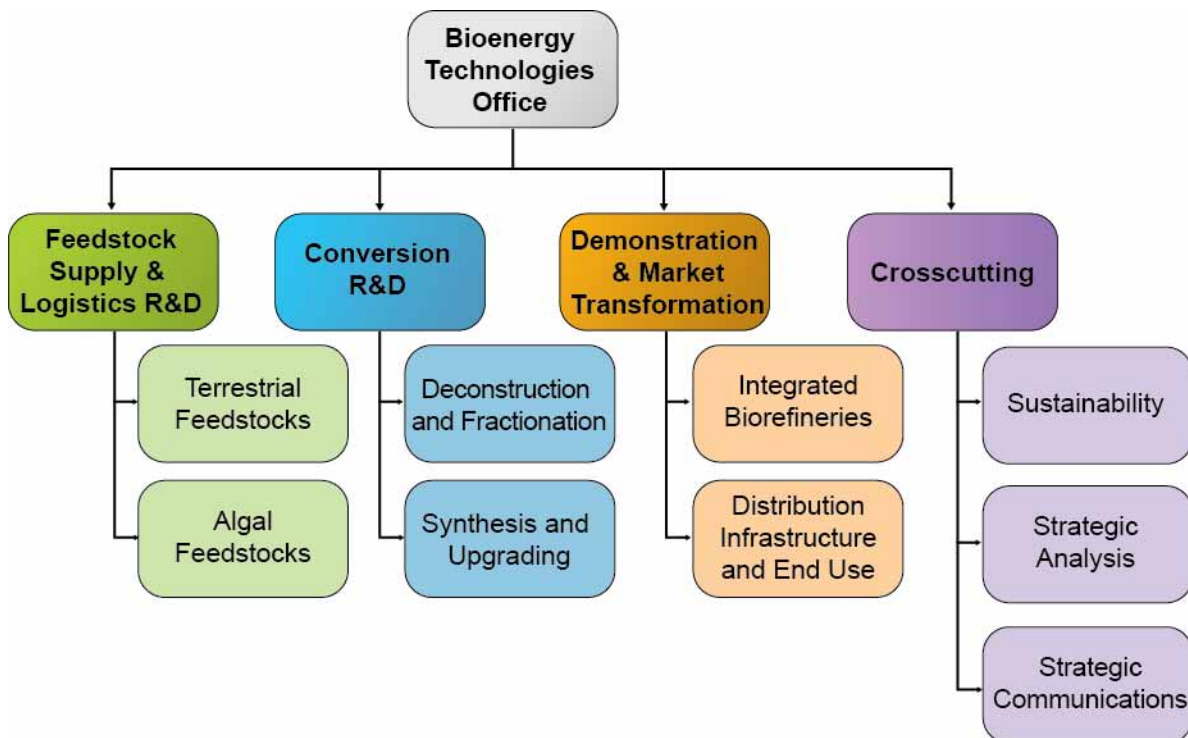 Bioenergy
Technologies
Office
Feedstock
Supply &
Logistics R&D
Conversion
R&D
Demonstration
& Market
Transformation
Crosscutting
Terrestrial
Feedstocks
Algal
Feedstocks
Deconstruction
and Fractionation
Synthesis and
Upgrading
Integrated
Biorefineries
Distribution
Infrastructure
and End Use
Sustainability
Strategic
Analysis
Strategic
Communications